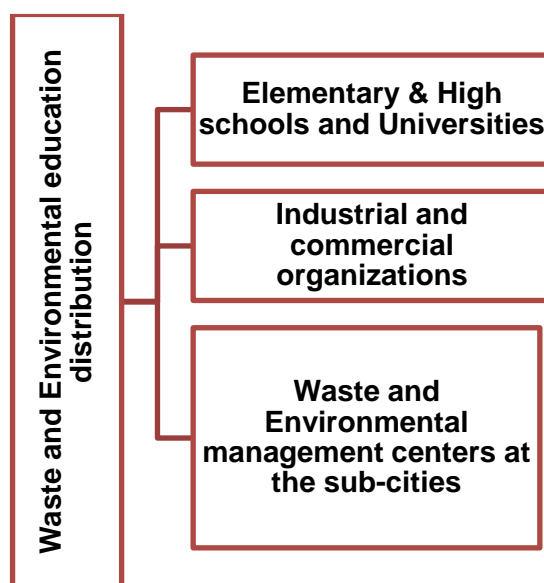 Waste and Environmental education
distribution
Elementary & High
schools and Universities
Industrial and
commercial
organizations
Waste and
Environmental
management centers at
the sub-cities